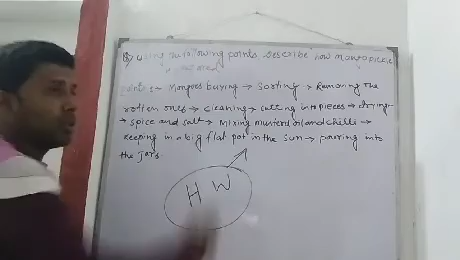 Q) Using the following points describe how mango pickle
is prepared
Points:- Mangoes buying → Sorting → Removing the
rotten ones → cleaning → cutting into pieces → drying
→ spice and salt → Mixing musterd oil and chilli →
keeping in a big flat pot in the sun → pouring into
the jars.
H W